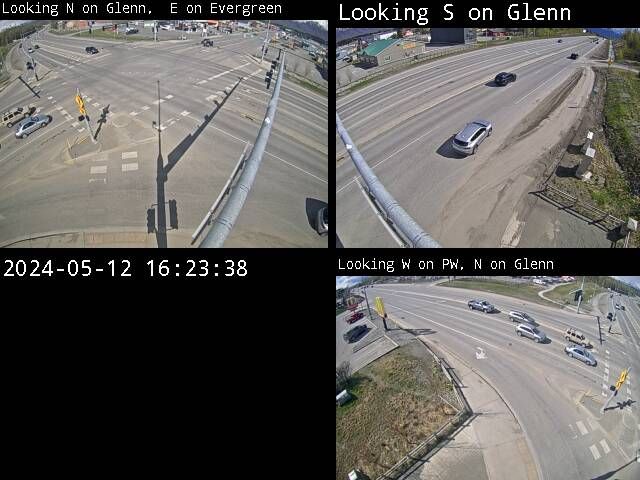 Looking N on Glenn,  E on Evergreen
Looking S on Glenn
2024-05-12 16:23:38
Looking W on PW, N on Glenn